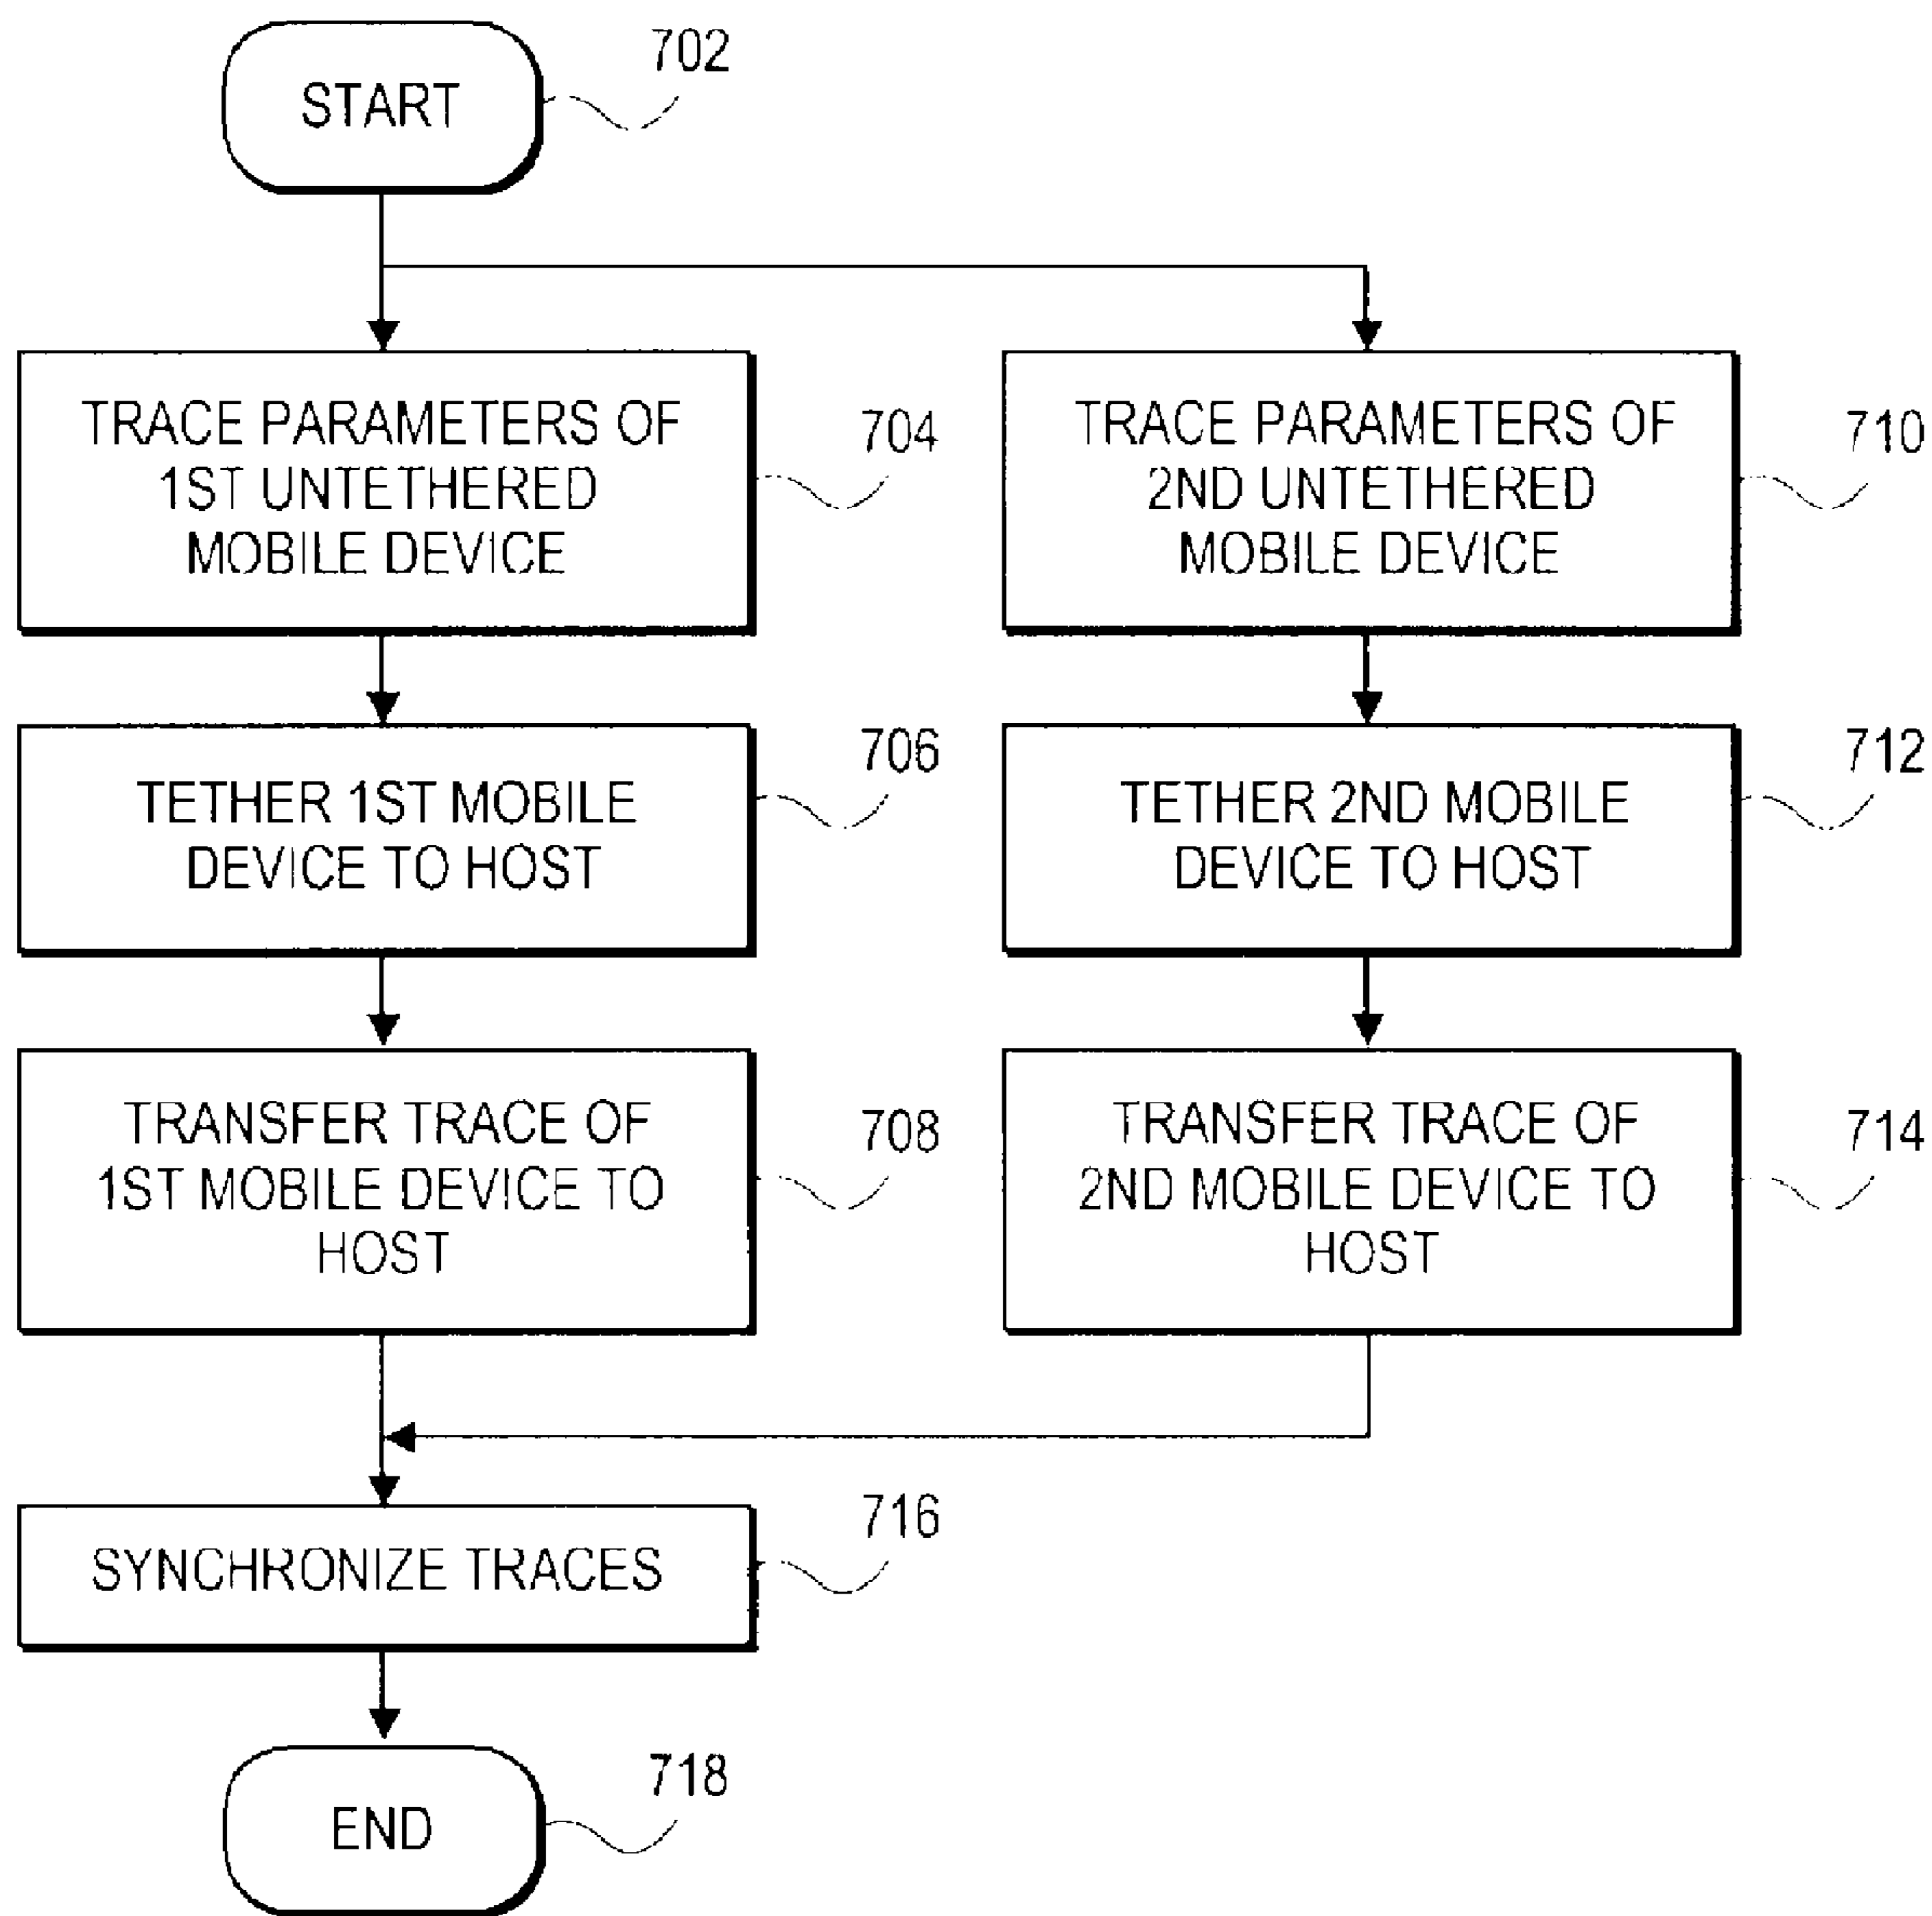 START
702
TRACE PARAMETERS OF
1ST UNTETHERED
MOBILE DEVICE
704
TRACE PARAMETERS OF
2ND UNTETHERED
MOBILE DEVICE
710
TETHER 1ST MOBILE
DEVICE TO HOST
706
TETHER 2ND MOBILE
DEVICE TO HOST
712
TRANSFER TRACE OF
1ST MOBILE DEVICE TO
HOST
708
TRANSFER TRACE OF
2ND MOBILE DEVICE TO
HOST
714
SYNCHRONIZE TRACES
716
END
718